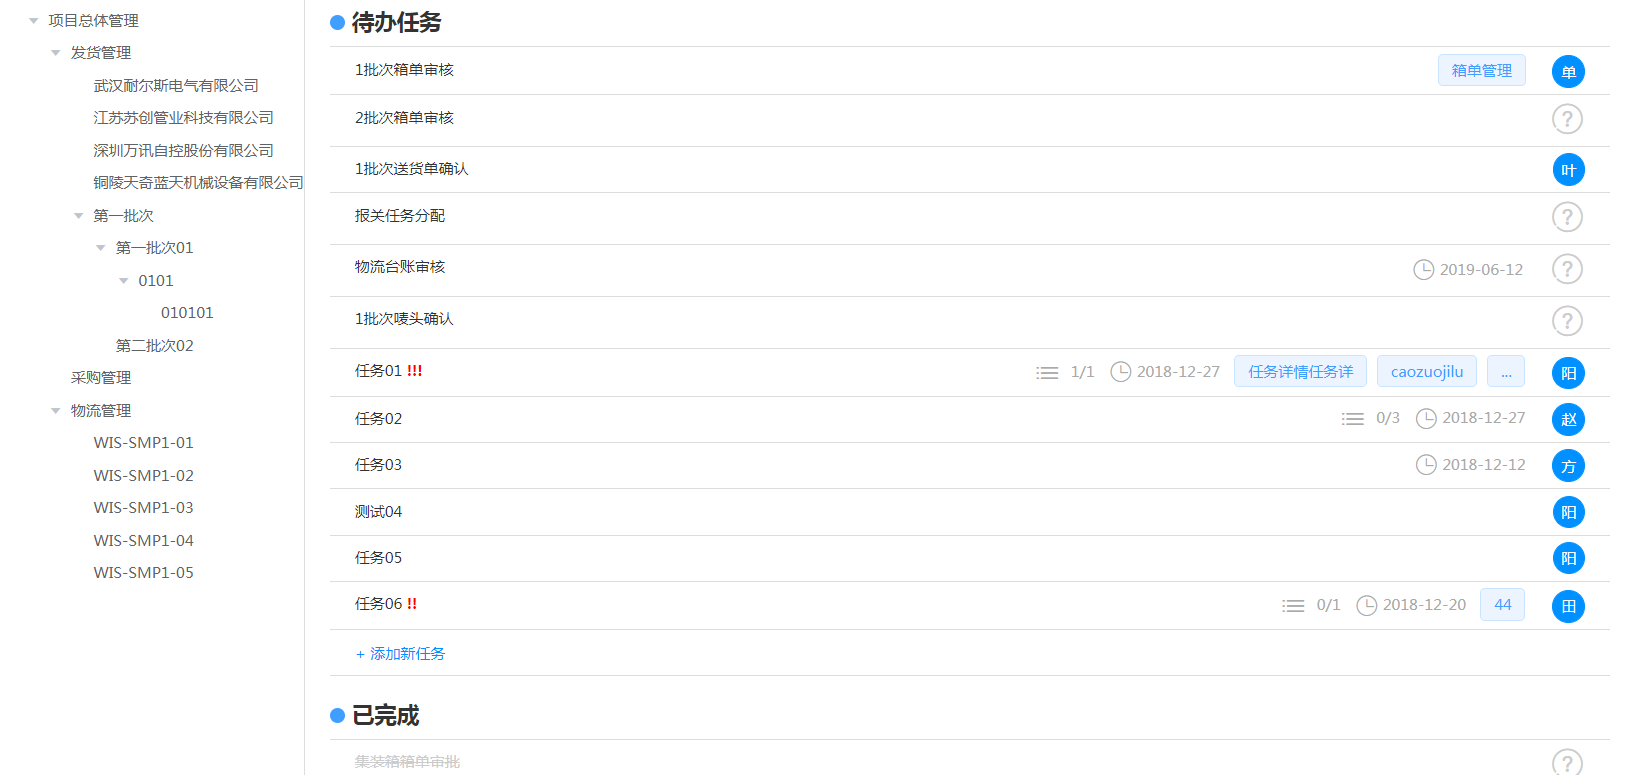 项目总体管理
发货管理
武汉耐尔斯电气有限公司
江苏苏创管业科技有限公司
深圳万讯自控股份有限公司
铜陵天奇蓝天机械设备有限公司
第一批次
第一批次01
0101
010101
第二批次02
采购管理
物流管理
WIS-SMP1-01
WIS-SMP1-02
WIS-SMP1-03
WIS-SMP1-04
WIS-SMP1-05
待办任务
1批次箱单审核 箱单管理 单
2批次箱单审核 ?
1批次送货单确认 叶
报关任务分配 ?
物流台账审核 2019-06-12 ?
1批次唛头确认 ?
任务01 !!! 1/1 2018-12-27 任务详情任务详 caozuojilu ... 阳
任务02 0/3 2018-12-27 赵
任务03 2018-12-12 方
测试04 阳
任务05 阳
任务06 !! 0/1 2018-12-20 44 田
+ 添加新任务
已完成
集装箱箱单审批 ?